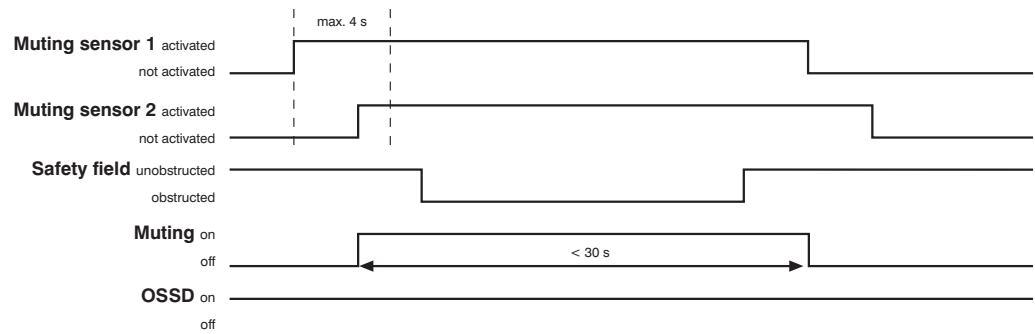 max. 4 s
Muting sensor 1 activated
not activated
Muting sensor 2 activated
not activated
Safety field unobstructed
obstructed
Muting on
< 30 s
off
OSSD on
off